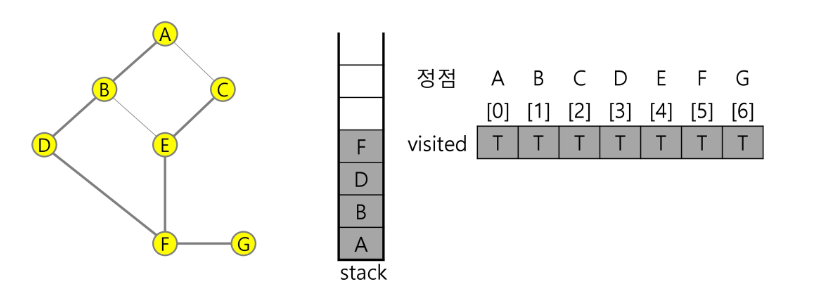 A
B
C
D
E
F
G
F
D
B
A
stack
정점 A B C D E F G
[0] [1] [2] [3] [4] [5] [6]
visited T T T T T T T